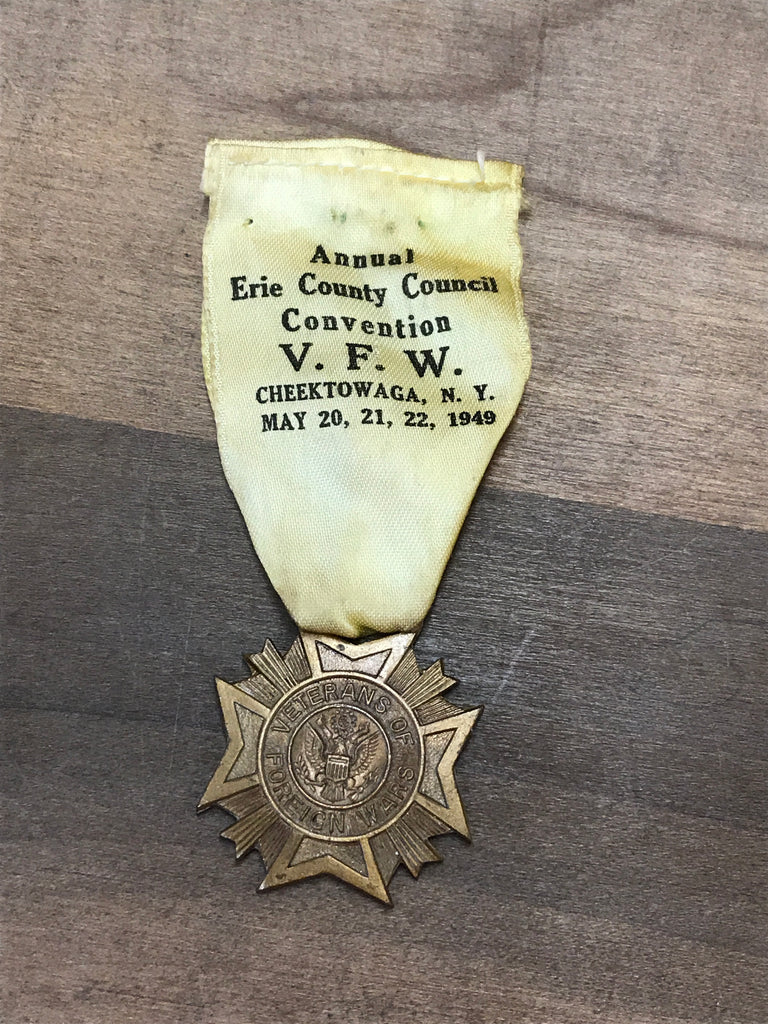 Annual
Erie County Council
Convention
V. F. W.
CHEEKTOWAGA, N. Y.
MAY 20, 21, 22, 1949
VETERANS OF
FOREIGN WARS